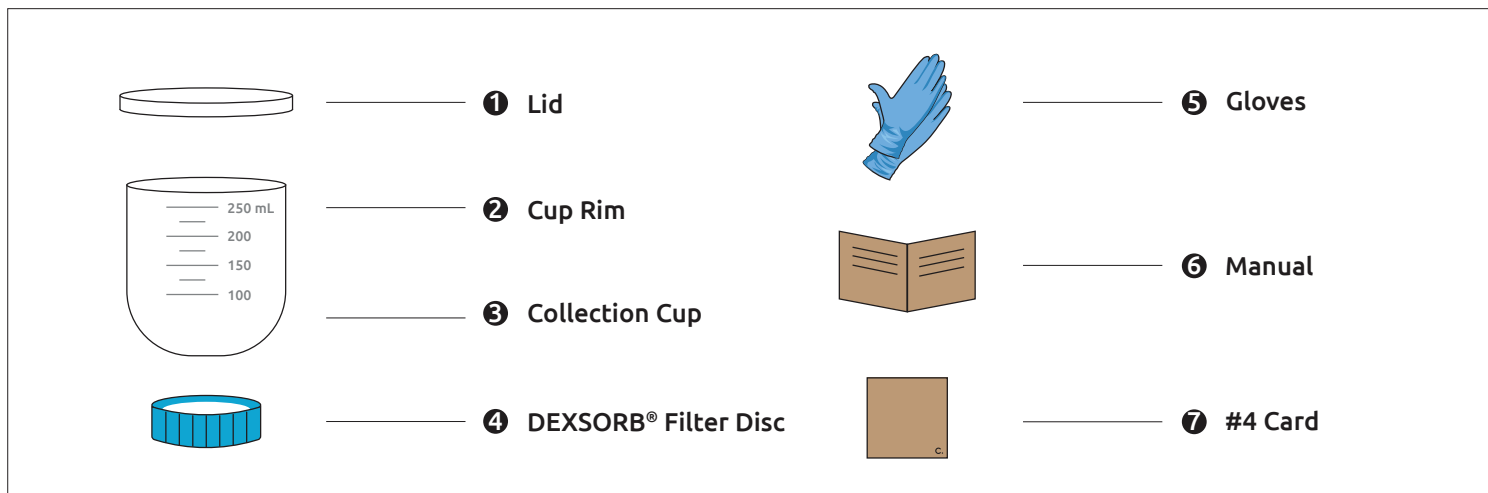 ❶ Lid
250 mL
❷ Cup Rim
200
150
100
❸ Collection Cup
❹ DEXSORB® Filter Disc
❺ Gloves
❻ Manual
❼ #4 Card
c.